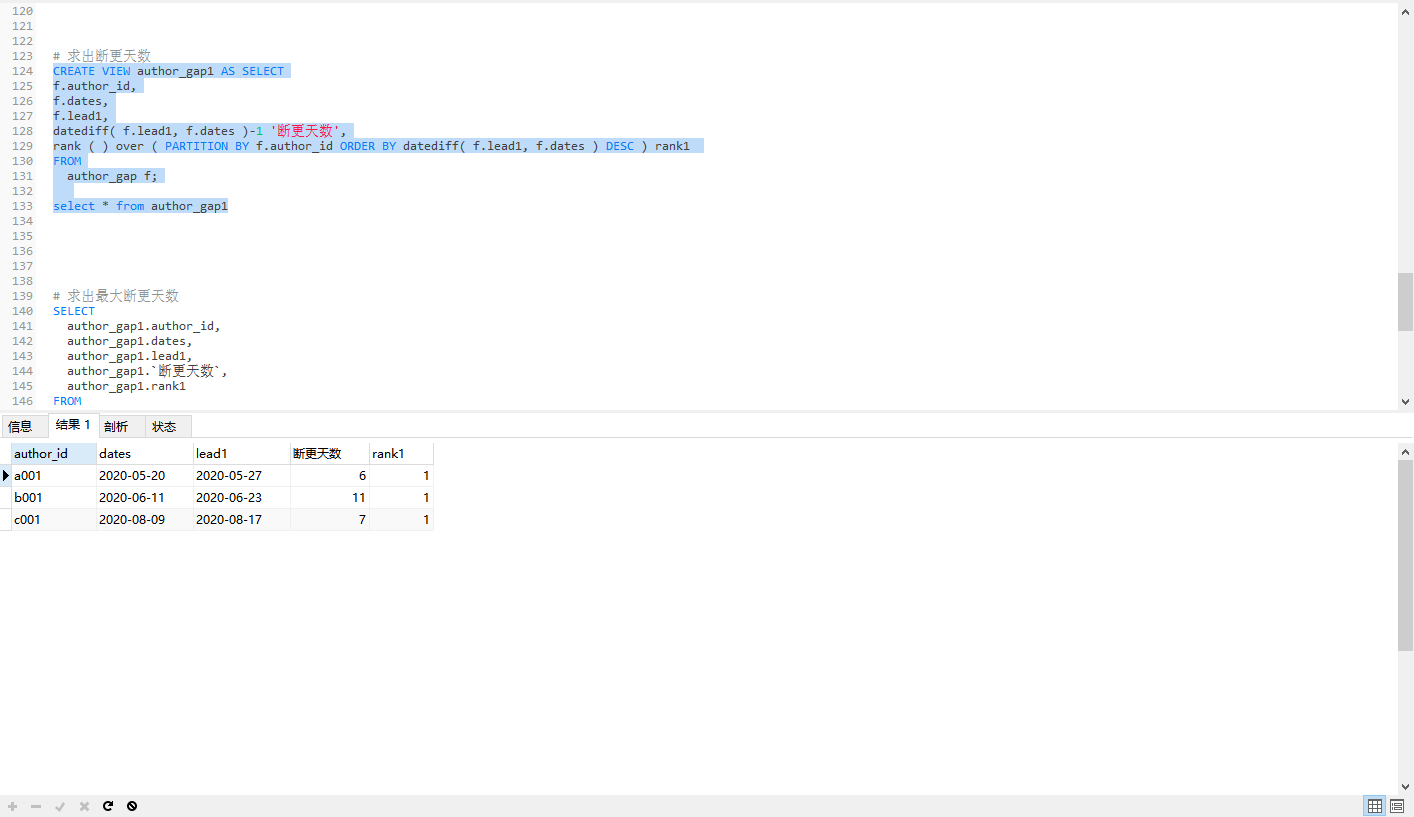 120
121
122
123 # 求出断更天数
124 CREATE VIEW author_gap1 AS SELECT
125 f.author_id,
126 f.dates,
127 f.lead1,
128 datediff( f.lead1, f.dates )-1 '断更天数',
129 rank ( ) over ( PARTITION BY f.author_id ORDER BY datediff( f.lead1, f.dates ) DESC ) rank1
130 FROM
131 author_gap f;
132
133 select * from author_gap1
134
135
136
137
138
139 # 求出最大断更天数
140 SELECT
141 author_gap1.author_id,
142 author_gap1.dates,
143 author_gap1.lead1,
144 author_gap1.`断更天数`,
145 author_gap1.rank1
146 FROM
信息 结果 1 剖析 状态
author_id dates lead1 断更天数 rank1
a001 2020-05-20 2020-05-27 6 1
b001 2020-06-11 2020-06-23 11 1
c001 2020-08-09 2020-08-17 7 1